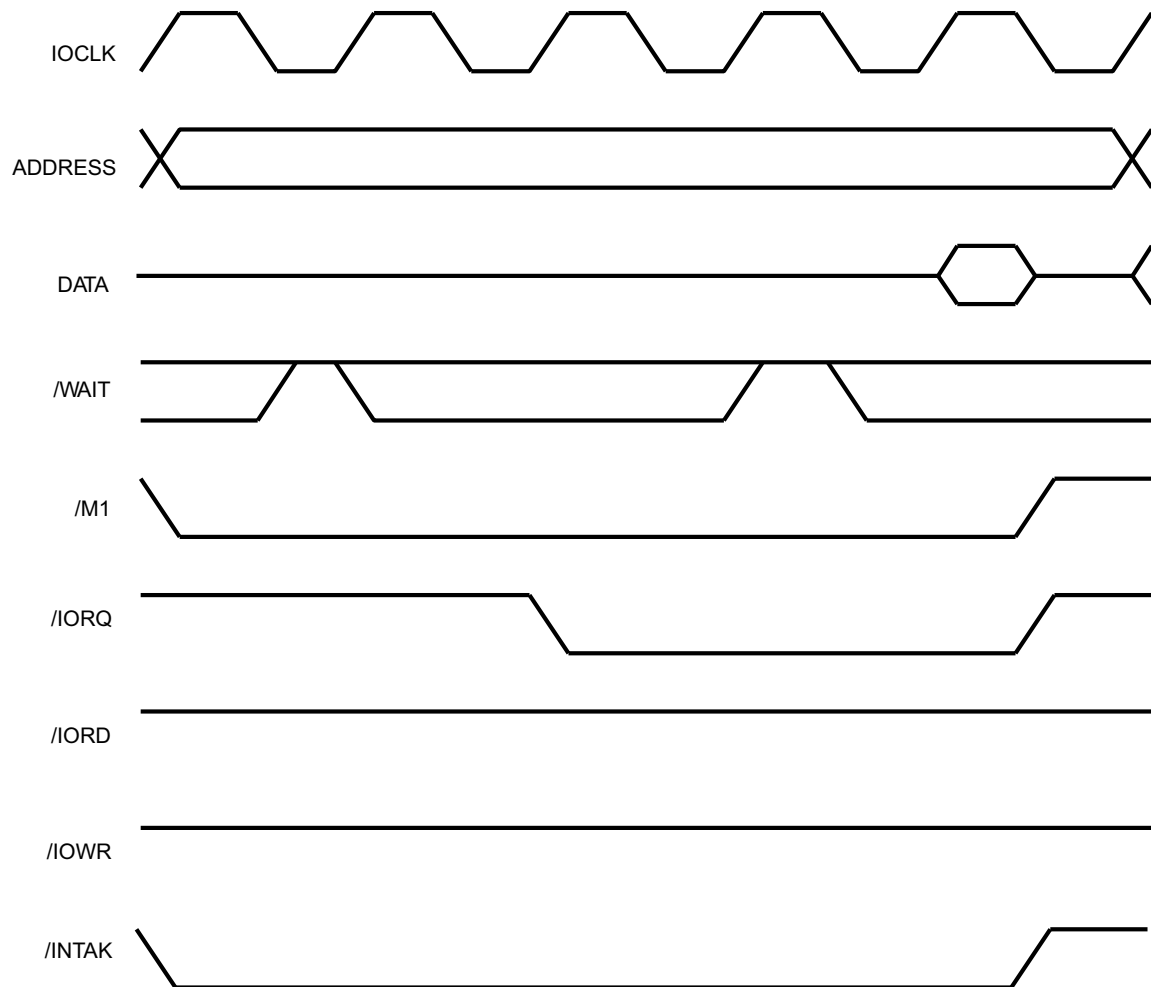 IOCLK
ADDRESS
DATA
/WAIT
/M1
/IORQ
/IORD
/IOWR
/INTAK